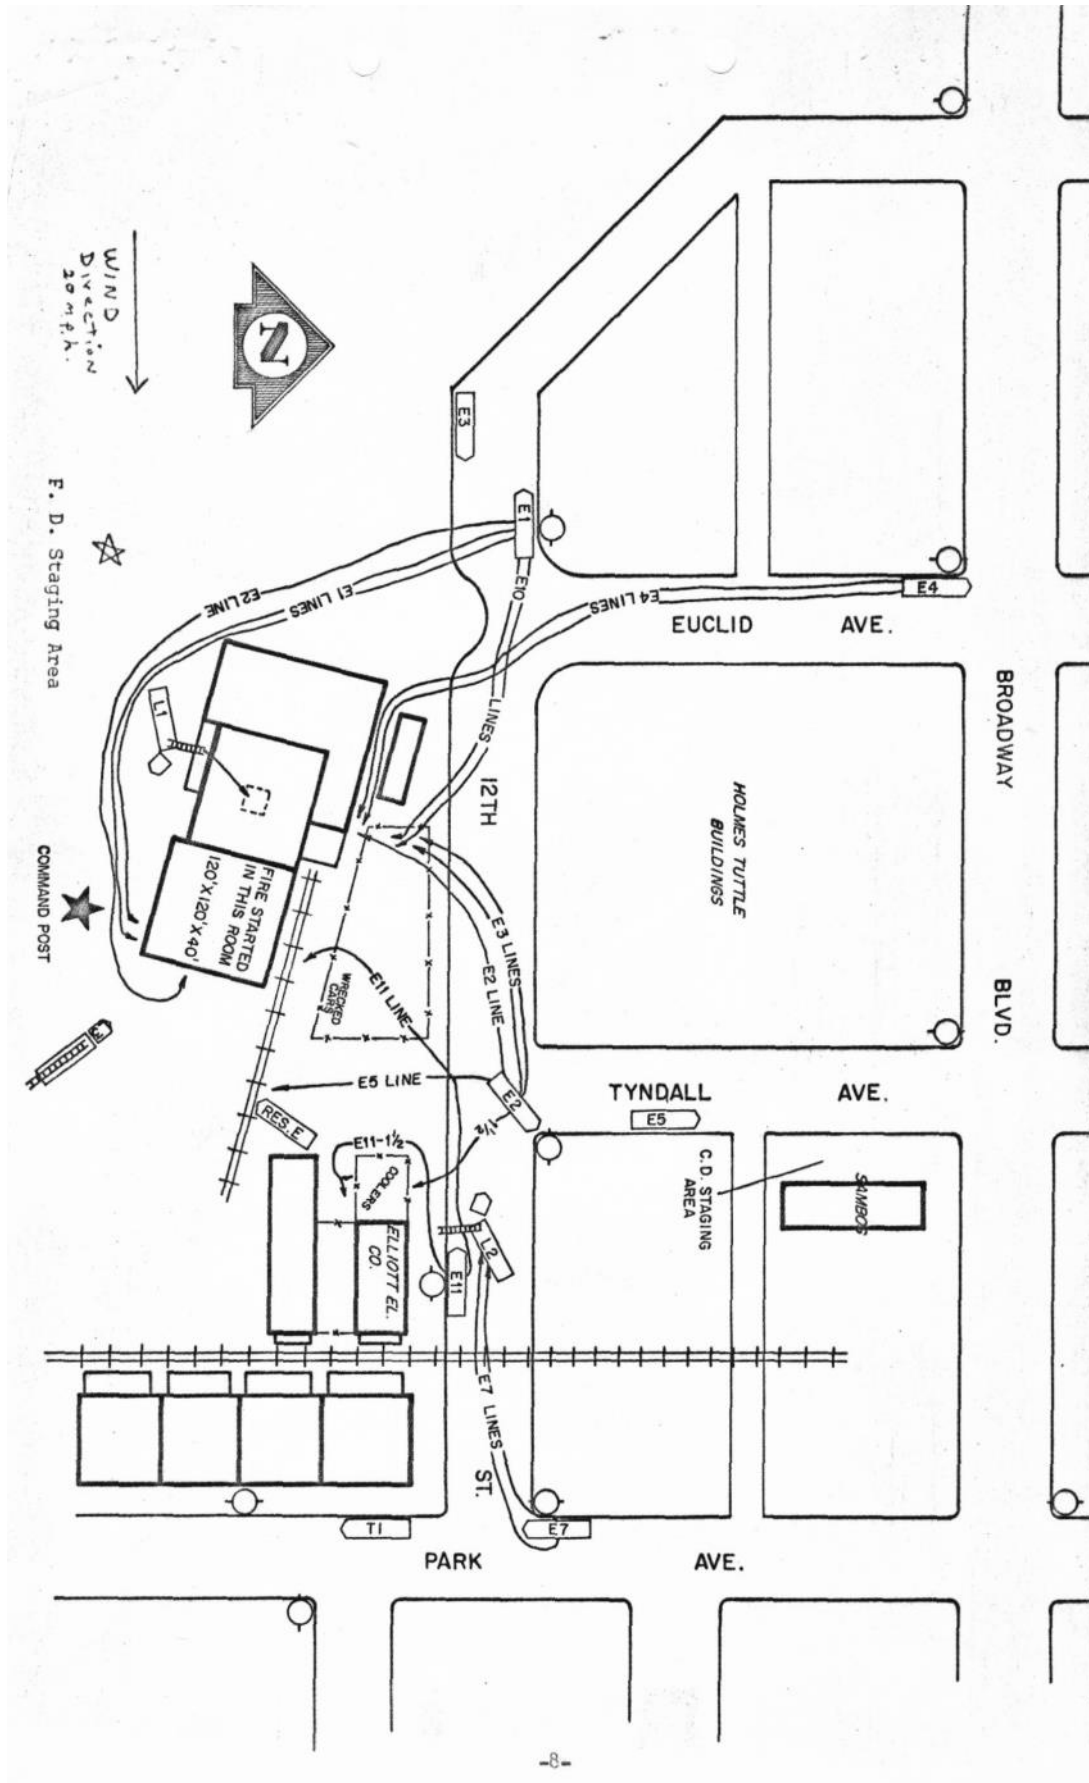 WIND
Direction
20 m.p.h.
N
F. D. Staging Area
COMMAND POST
E3
E1
E10
LINES
E2 LINE
E1 LINES
E4 LINES
E4
EUCLID AVE.
BROADWAY BLVD.
12TH ST.
HOLMES TUTTLE
BUILDINGS
L1
FIRE STARTED
IN THIS ROOM
120'X120'X40'
WRECKED
CARS
E3 LINES
E2 LINE
E11 LINE
E5 LINE
E2
TYNDALL AVE.
E5
RES.E
E11-1½
1½
COOLERS
ELLIOTT EL.
CO.
L2
E11
C.D. STAGING
AREA
SAMBOS
E7 LINES
E7
T1
PARK AVE.
-8-